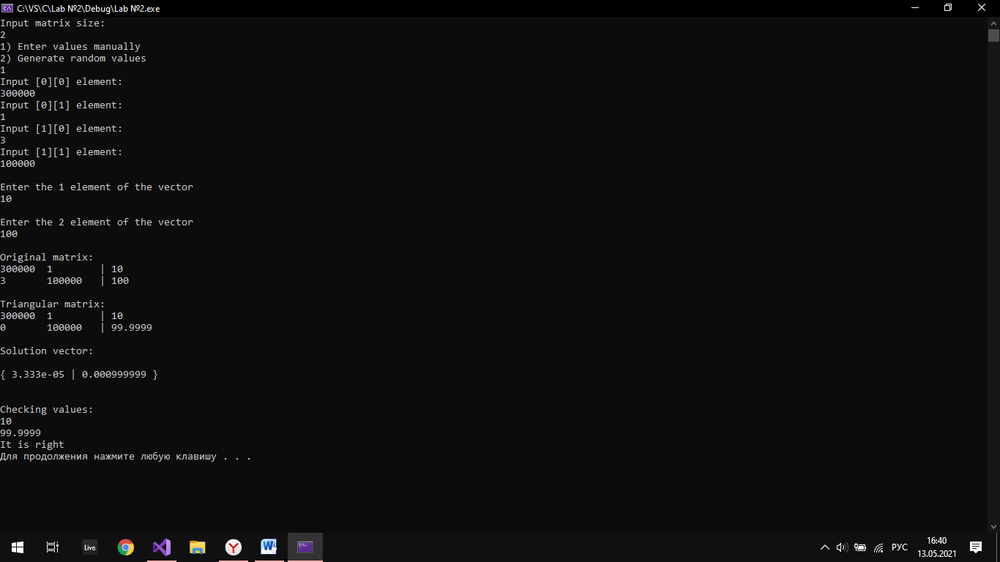 C:\VS\C\Lab №2\Debug\Lab №2.exe
Input matrix size:
2
1) Enter values manually
2) Generate random values
1
Input [0][0] element:
300000
Input [0][1] element:
1
Input [1][0] element:
3
Input [1][1] element:
100000
Enter the 1 element of the vector
10
Enter the 2 element of the vector
100
Original matrix:
300000 1 | 10
3 100000 | 100
Triangular matrix:
300000 1 | 10
0 100000 | 99.9999
Solution vector:
{ 3.333e-05 | 0.000999999 }
Checking values:
10
99.9999
It is right
Для продолжения нажмите любую клавишу . . .
Live
РУС
16:40
13.05.2021